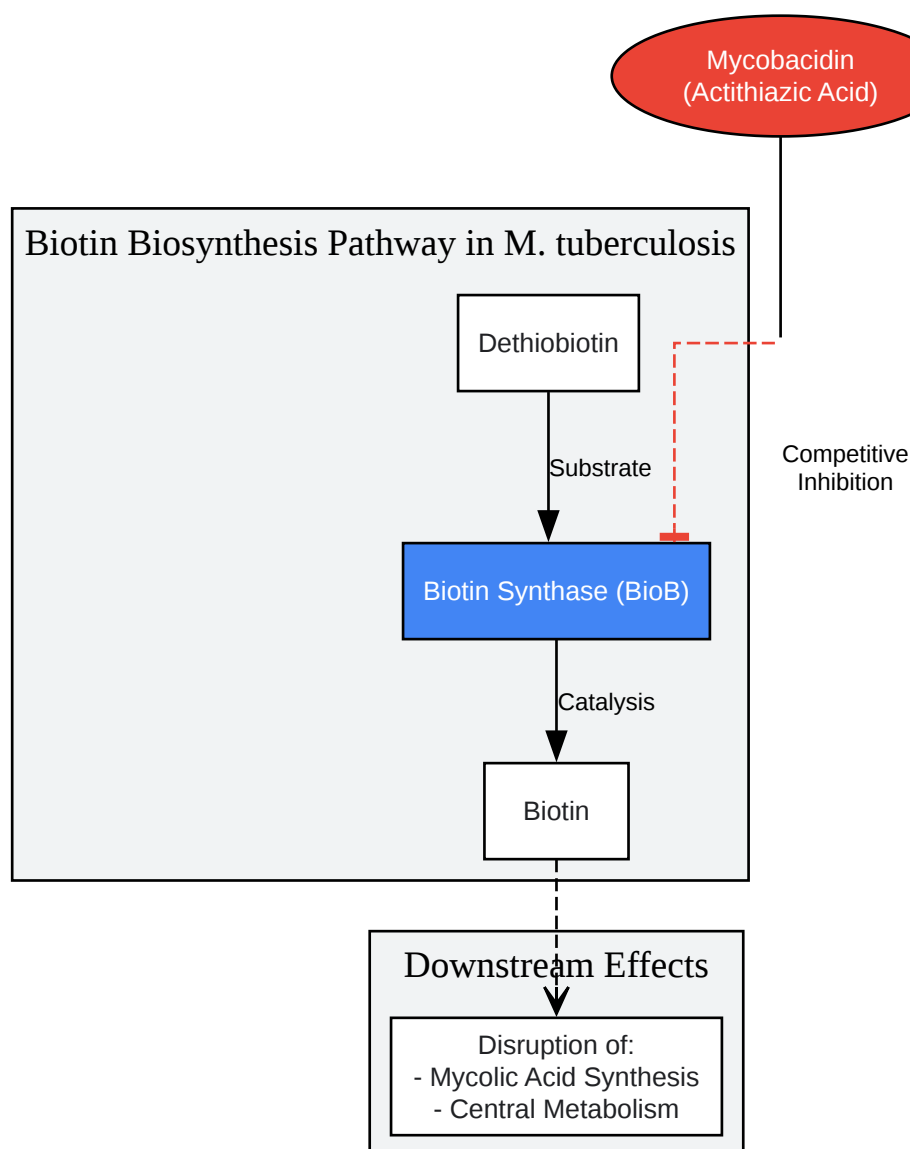 Mycobacidin
(Actithiazic Acid)
Biotin Biosynthesis Pathway in M. tuberculosis
Dethiobiotin
Substrate
Competitive
Inhibition
Biotin Synthase (BioB)
Catalysis
Biotin
Downstream Effects
Disruption of:
- Mycolic Acid Synthesis
- Central Metabolism